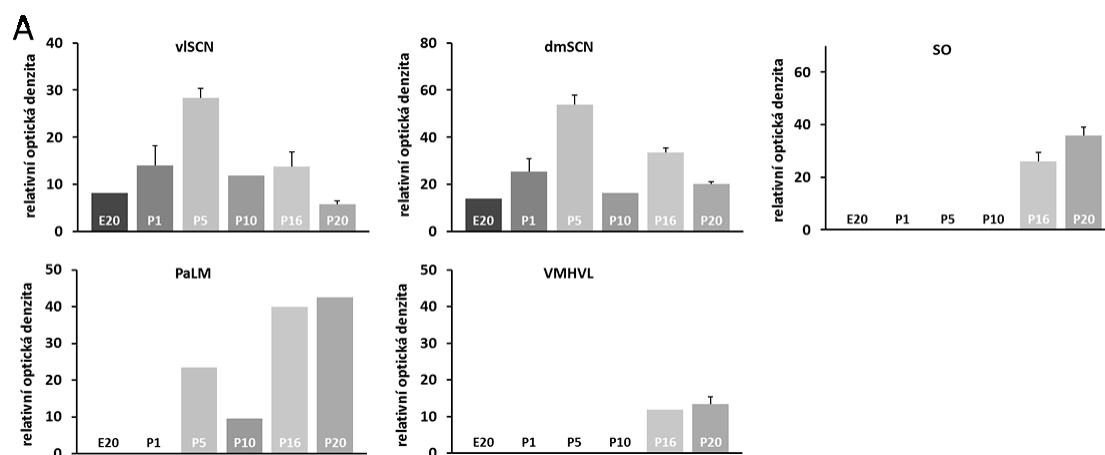 A
vlSCN
relativní optická denzita
40
30
20
10
0
E20 P1 P5 P10 P16 P20
dmSCN
relativní optická denzita
80
60
40
20
0
E20 P1 P5 P10 P16 P20
SO
relativní optická denzita
60
40
20
0
E20 P1 P5 P10 P16 P20
PaLM
relativní optická denzita
50
40
30
20
10
0
E20 P1 P5 P10 P16 P20
VMHVL
relativní optická denzita
50
40
30
20
10
0
E20 P1 P5 P10 P16 P20